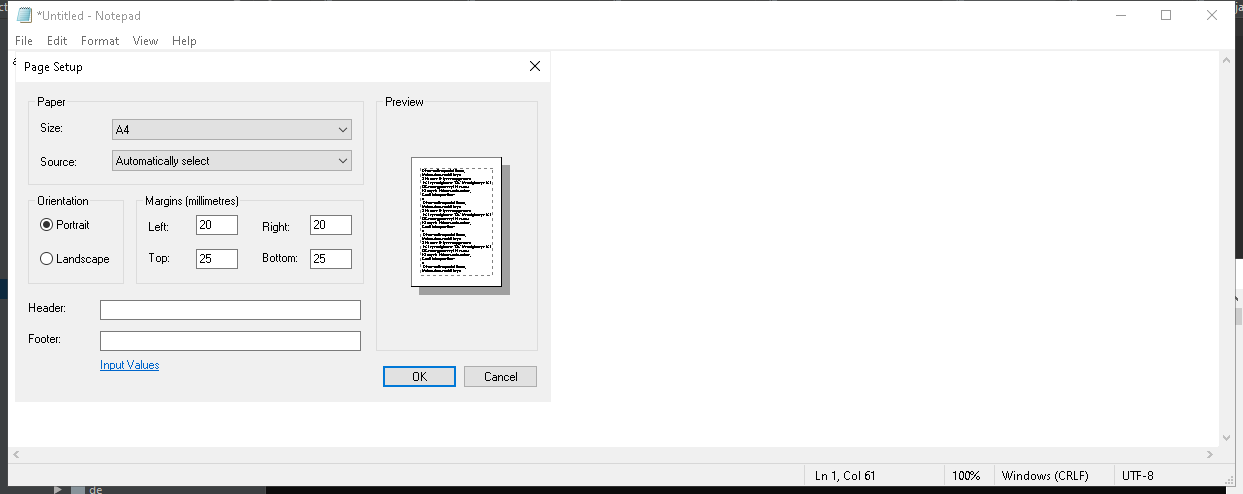 *Untitled - Notepad
File Edit Format View Help
Page Setup
Paper
Size: A4
Source: Automatically select
Orientation
Portrait
Landscape
Margins (millimetres)
Left: 20 Right: 20
Top: 25 Bottom: 25
Preview
Header:
Footer:
Input Values
OK Cancel
Ln 1, Col 61 100% Windows (CRLF) UTF-8
de